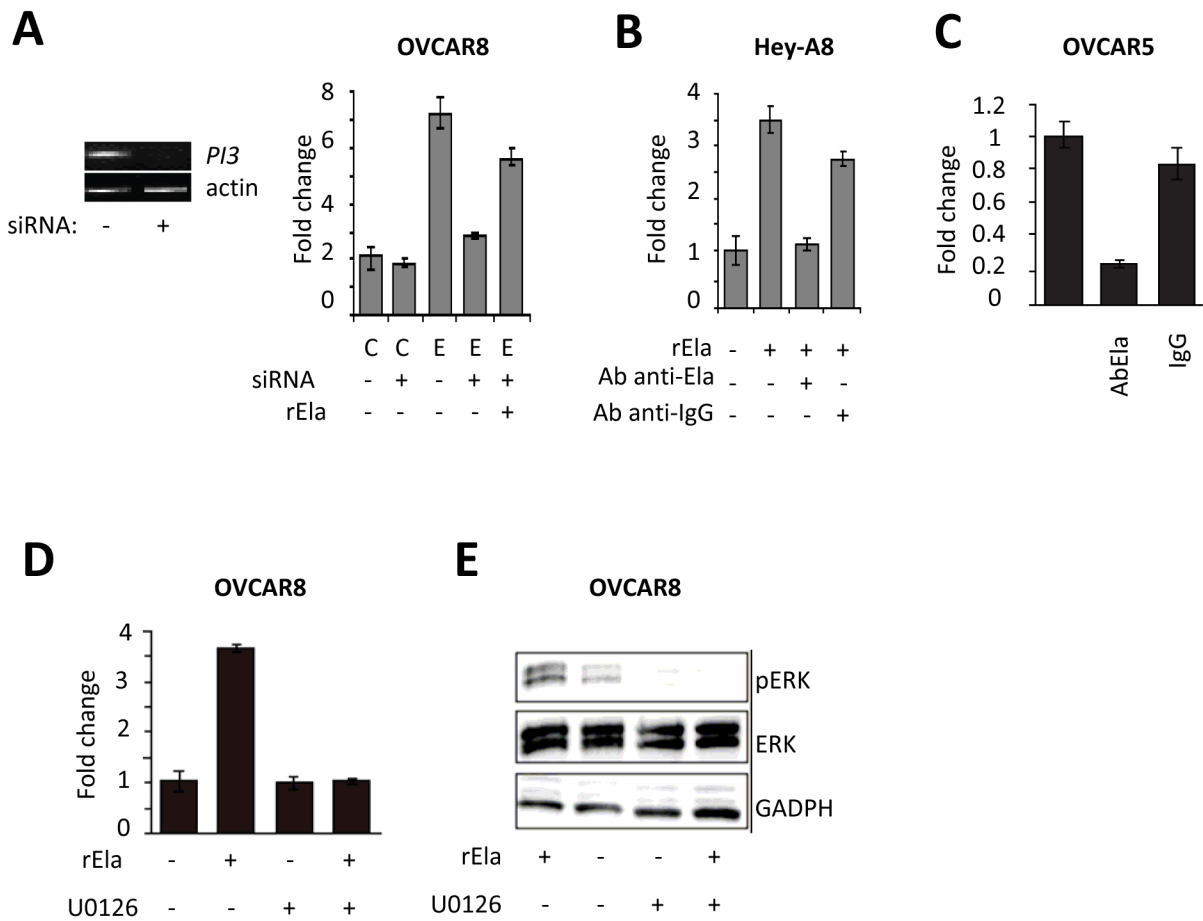 A
OVCAR8
PI3
actin
siRNA: - +
Fold change
8
6
4
2
0
C C E E E
siRNA - + - + +
rEla - - - - +
B
Hey-A8
Fold change
4
3
2
1
0
rEla - + + +
Ab anti-Ela - - + -
Ab anti-IgG - - - +
C
OVCAR5
Fold change
1.2
1
0.8
0.6
0.4
0.2
0
AbEla
IgG
D
OVCAR8
Fold change
4
3
2
1
0
rEla - + - +
U0126 - - + +
E
OVCAR8
pERK
ERK
GADPH
rEla + - - +
U0126 - - + +